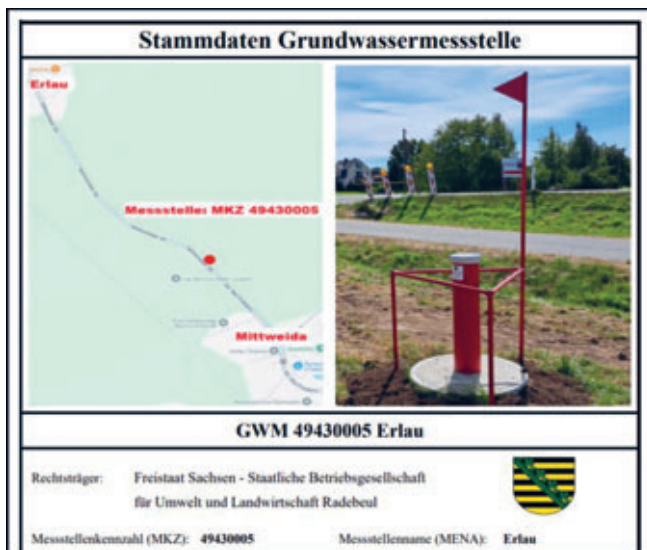 Stammdaten Grundwassermessstelle
Erlau
Messstelle: MKZ 49430005
Mittweida
GWM 49430005 Erlau
Rechtsträger: Freistaat Sachsen - Staatliche Betriebsgesellschaft
für Umwelt und Landwirtschaft Radebeul
Messstellenkennzahl (MKZ): 49430005 Messstellenname (MENA): Erlau